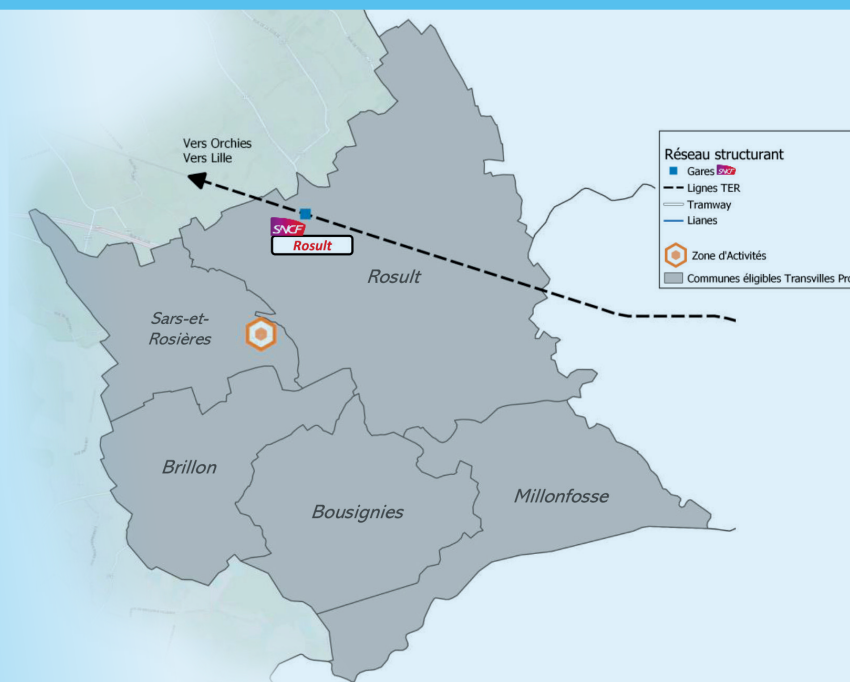 Vers Orchies
Vers Lille
SNCF
Rosult
Rosult
Sars-et-
Rosières
Brillon
Bousignies
Millonfosse
Réseau structurant
Gares SNCF
Lignes TER
Tramway
Lianes
Zone d'Activités
Communes éligibles Transvilles Pro